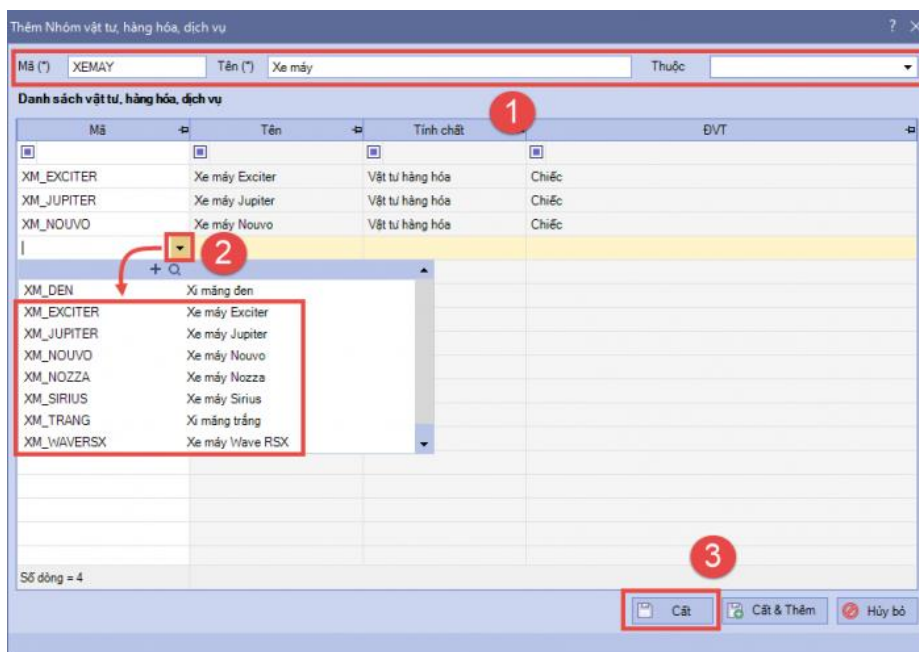 Thêm Nhóm vật tư, hàng hóa, dịch vụ ?
Mã (*) XEMAY Tên (*) Xe máy Thuộc
Danh sách vật tư, hàng hóa, dịch vụ
1
Mã Tên Tính chất ĐVT
XM_EXCITER Xe máy Exciter Vật tư hàng hóa Chiếc
XM_JUPITER Xe máy Jupiter Vật tư hàng hóa Chiếc
XM_NOUVO Xe máy Nouvo Vật tư hàng hóa Chiếc
2
XM_DEN Xi măng đen
XM_EXCITER Xe máy Exciter
XM_JUPITER Xe máy Jupiter
XM_NOUVO Xe máy Nouvo
XM_NOZZA Xe máy Nozza
XM_SIRIUS Xe máy Sirius
XM_TRANG Xi măng trắng
XM_WAVERSX Xe máy Wave RSX
3
Số dòng = 4
Cất Cất & Thêm Hủy bỏ